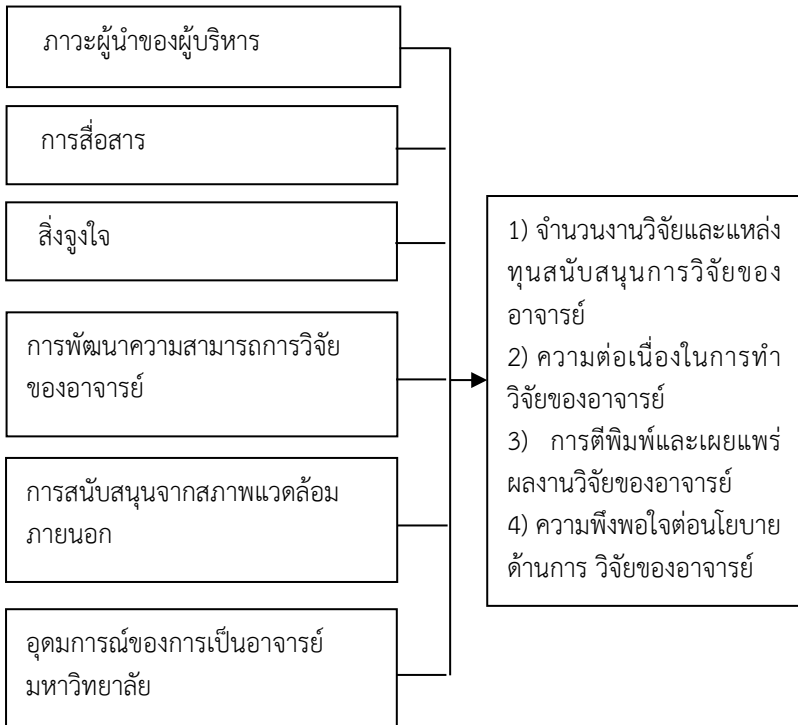 ภาวะผู้นำของผู้บริหาร
การสื่อสาร
สิ่งจูงใจ
การพัฒนาความสามารถการวิจัย
ของอาจารย์
การสนับสนุนจากสภาพแวดล้อม
ภายนอก
อุดมการณ์ของการเป็นอาจารย์
มหาวิทยาลัย
1) จำนวนงานวิจัยและแหล่ง
ทุนสนับสนุนการวิจัยของ
อาจารย์
2) ความต่อเนื่องในการทำ
วิจัยของอาจารย์
3) การตีพิมพ์และเผยแพร่
ผลงานวิจัยของอาจารย์
4) ความพึงพอใจต่อนโยบาย
ด้านการ วิจัยของอาจารย์